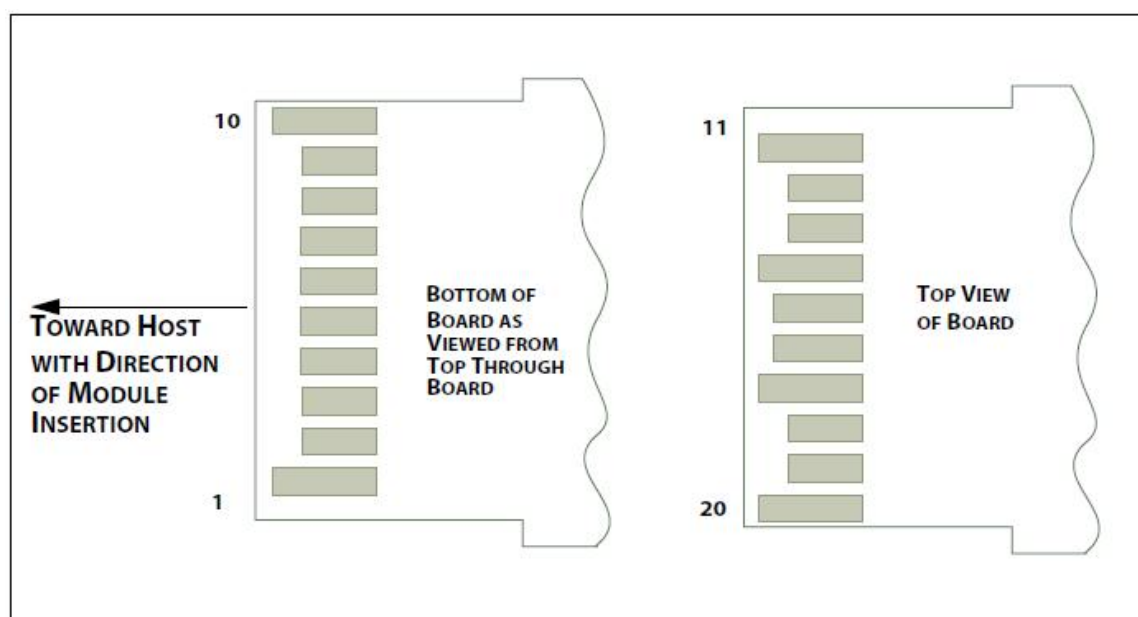 10
BOTTOM OF
BOARD AS
VIEWED FROM
TOP THROUGH
BOARD
TOWARD HOST
WITH DIRECTION
OF MODULE
INSERTION
1
11
TOP VIEW
OF BOARD
20